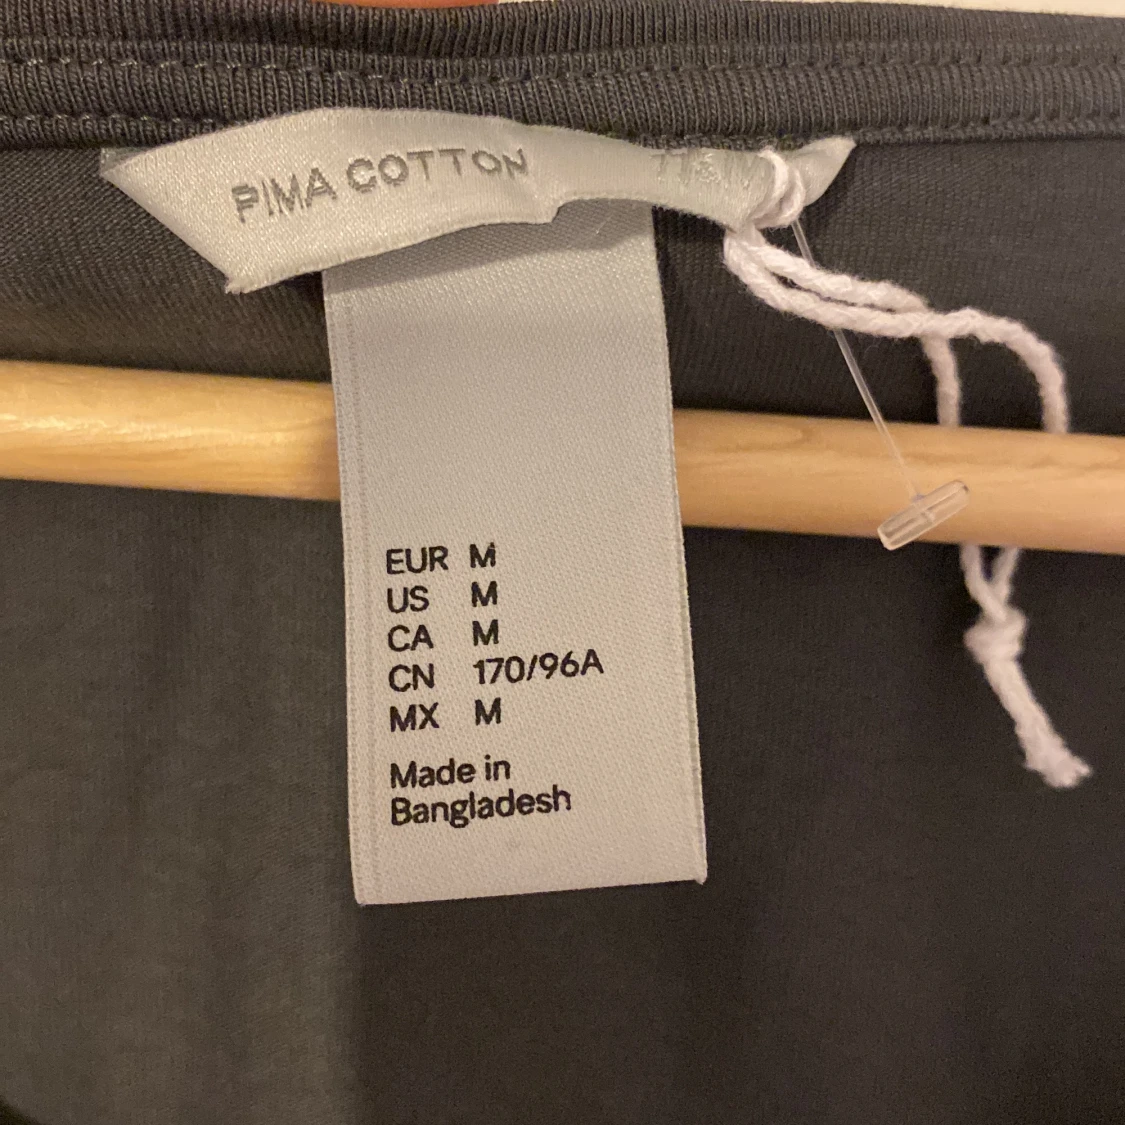 PIMA COTTON
EUR M
US M
CA M
CN 170/96A
MX M
Made in
Bangladesh